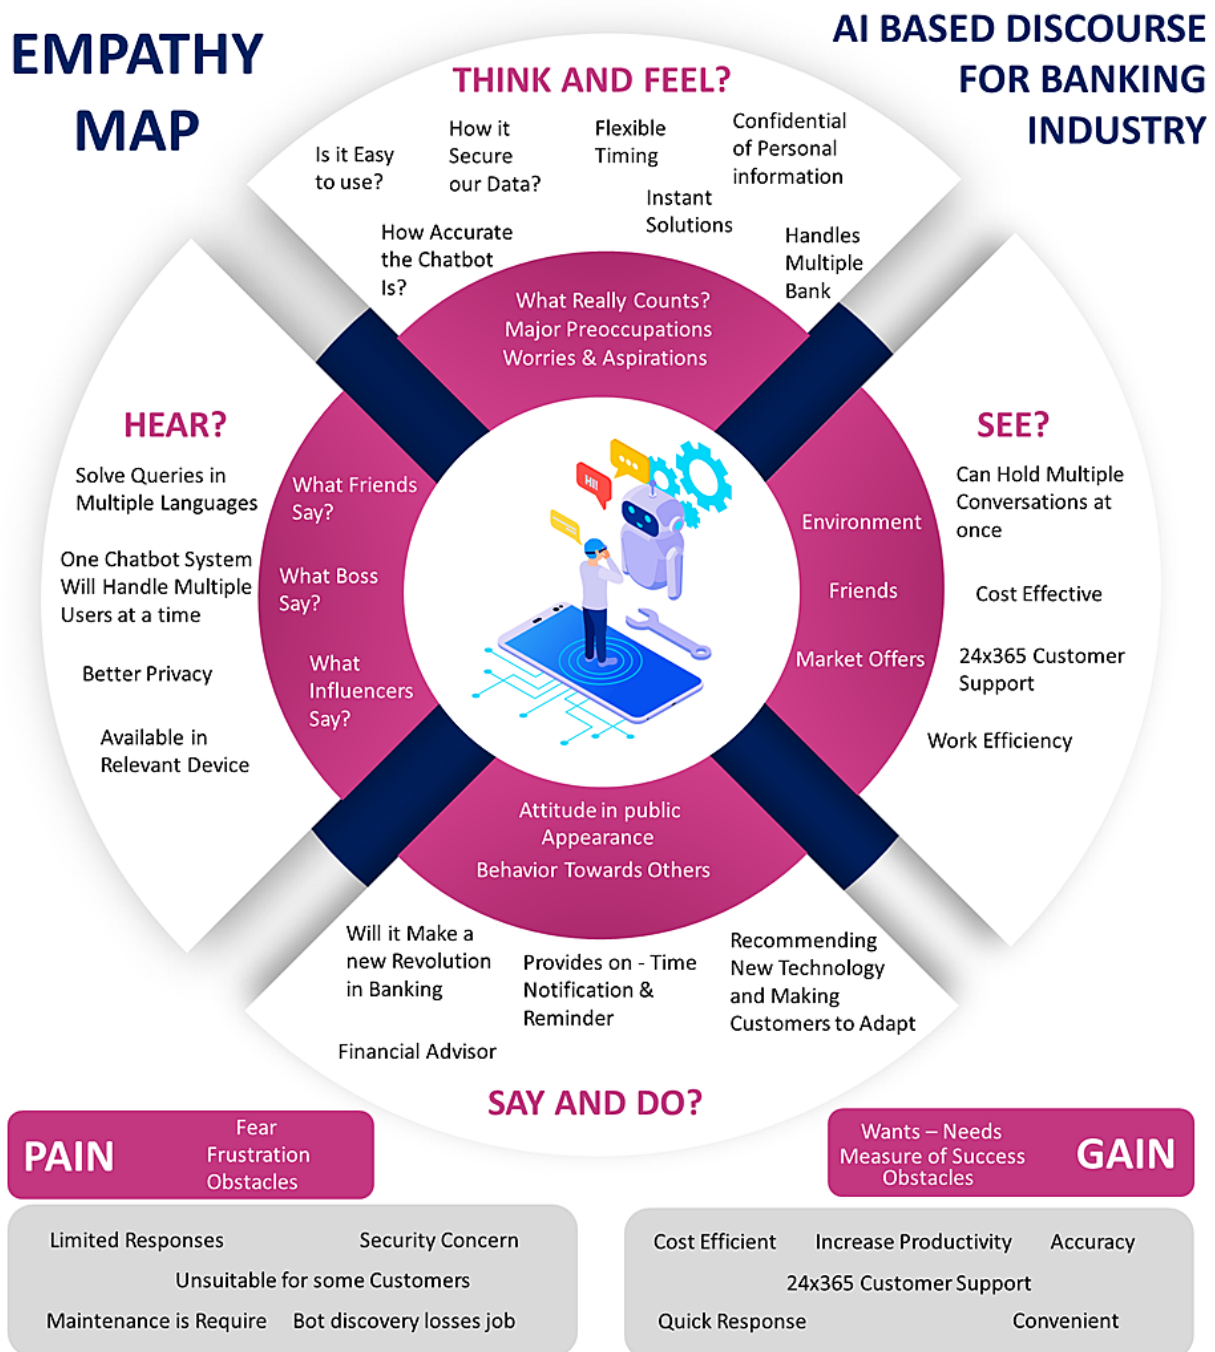 EMPATHY
MAP
AI BASED DISCOURSE
FOR BANKING
INDUSTRY
THINK AND FEEL?
Is it Easy
to use?
How it
Secure
our Data?
Flexible
Timing
Confidential
of Personal
information
How Accurate
the Chatbot
Is?
Instant
Solutions
Handles
Multiple
Bank
What Really Counts?
Major Preoccupations
Worries & Aspirations
HEAR?
Solve Queries in
Multiple Languages
One Chatbot System
Will Handle Multiple
Users at a time
Better Privacy
Available in
Relevant Device
What Friends
Say?
What Boss
Say?
What
Influencers
Say?
HI!
Environment
Friends
Market Offers
SEE?
Can Hold Multiple
Conversations at
once
Cost Effective
24x365 Customer
Support
Work Efficiency
Attitude in public
Appearance
Behavior Towards Others
Will it Make a
new Revolution
in Banking
Financial Advisor
Provides on - Time
Notification &
Reminder
Recommending
New Technology
and Making
Customers to Adapt
SAY AND DO?
PAIN
Fear
Frustration
Obstacles
Limited Responses
Security Concern
Unsuitable for some Customers
Maintenance is Require
Bot discovery losses job
Wants – Needs
Measure of Success
Obstacles
GAIN
Cost Efficient
Increase Productivity
Accuracy
24x365 Customer Support
Quick Response
Convenient